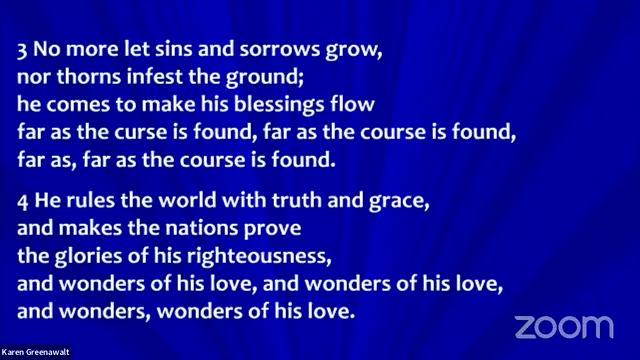 3 No more let sins and sorrows grow,
nor thorns infest the ground;
he comes to make his blessings flow
far as the curse is found, far as the course is found,
far as, far as the course is found.
4 He rules the world with truth and grace,
and makes the nations prove
the glories of his righteousness,
and wonders of his love, and wonders of his love,
and wonders, wonders of his love.
zoom
Karen Greenawalt